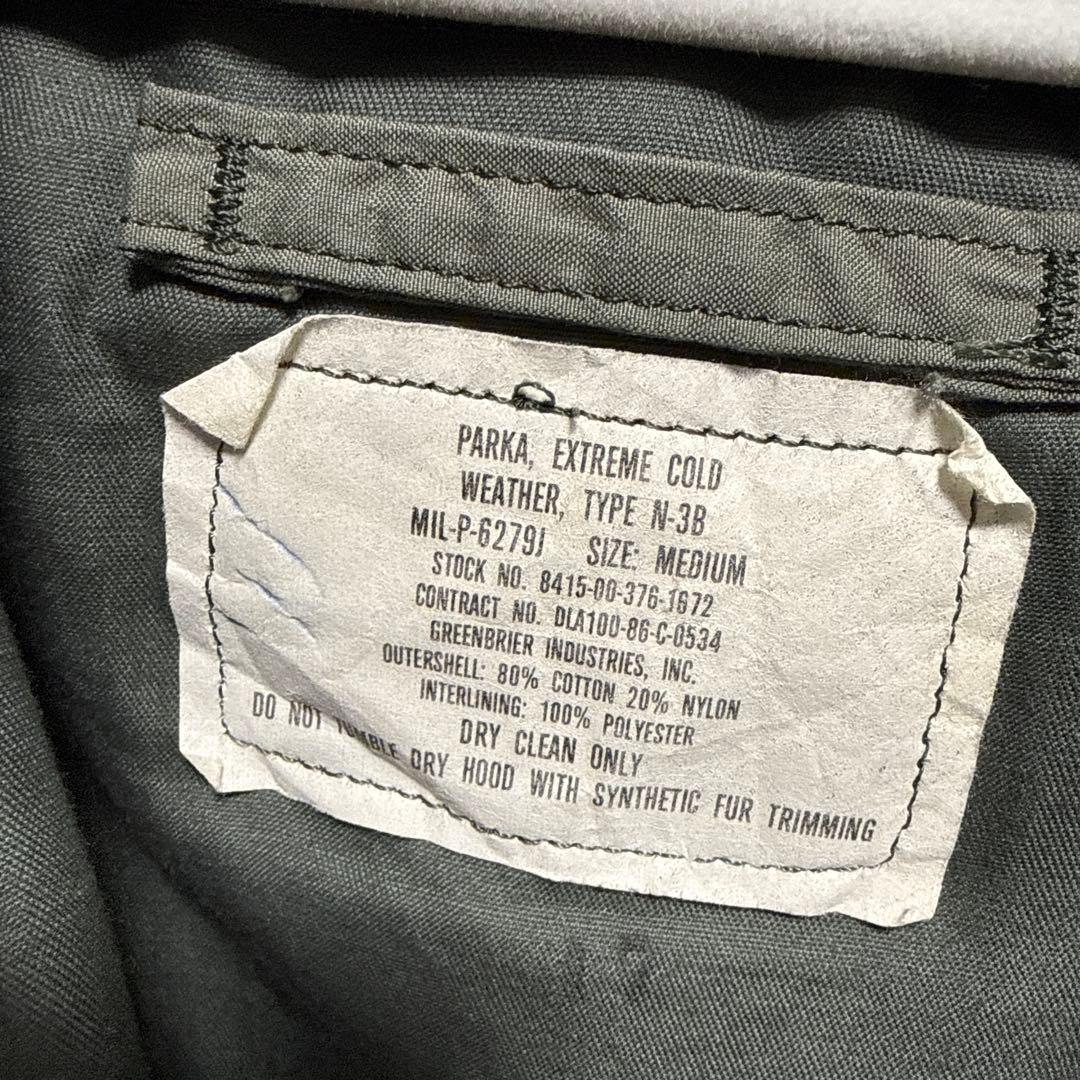 PARKA, EXTREME COLD
WEATHER, TYPE N-3B
MIL-P-6279J SIZE: MEDIUM
STOCK NO. 8415-00-376-1672
CONTRACT NO. DLA100-86-C-0534
GREENBRIER INDUSTRIES, INC.
OUTERSHELL: 80% COTTON 20% NYLON
INTERLINING: 100% POLYESTER
DRY CLEAN ONLY
DO NOT TUMBLE DRY HOOD WITH SYNTHETIC FUR TRIMMING